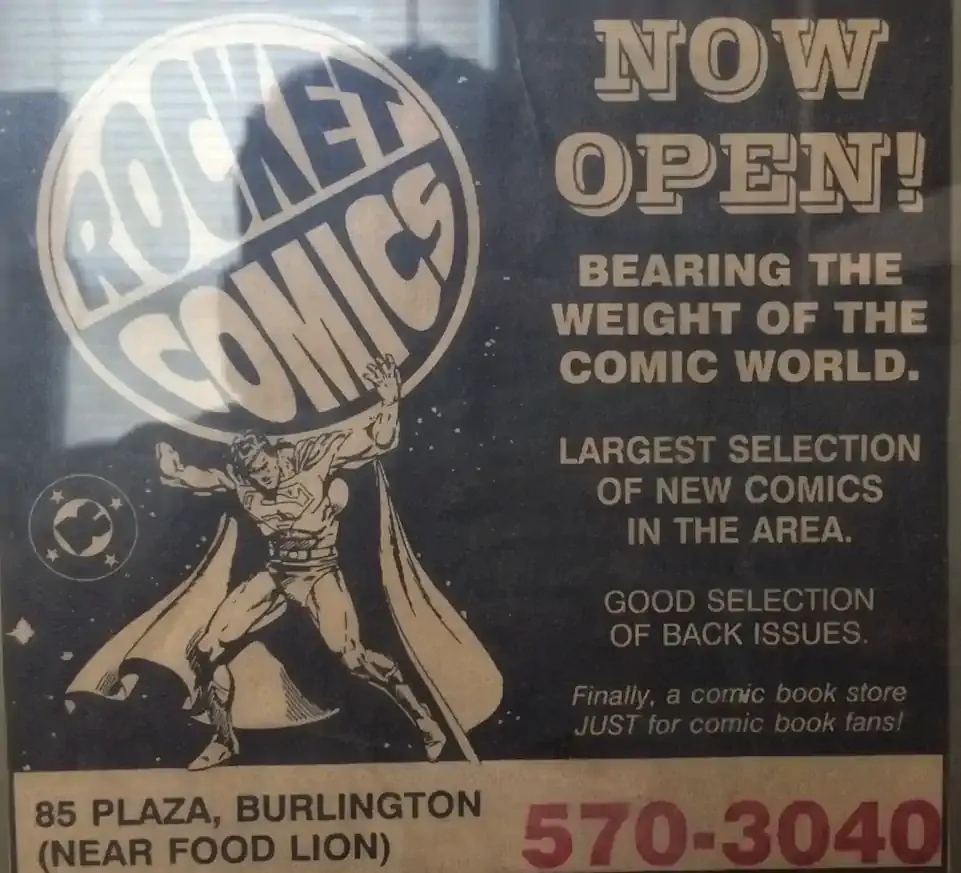 ROCKET
COMICS
NOW
OPEN!
BEARING THE
WEIGHT OF THE
COMIC WORLD.
LARGEST SELECTION
OF NEW COMICS
IN THE AREA.
GOOD SELECTION
OF BACK ISSUES.
Finally, a comic book store
JUST for comic book fans!
85 PLAZA, BURLINGTON
(NEAR FOOD LION)
570-3040